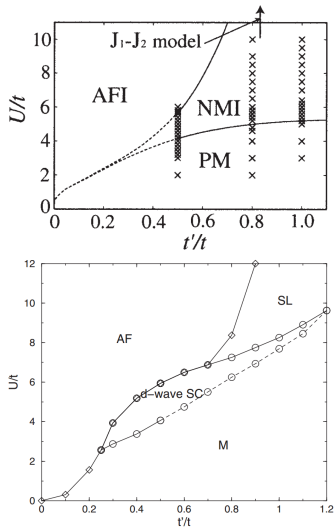 J₁-J₂ model
AFI
NMI
PM
U/t
10
8
6
4
2
0
0.0 0.2 0.4 0.6 0.8 1.0
t'/t
12
10
8
6
4
2
0
U/t
SL
AF
d-wave SC
M
0 0.2 0.4 0.6 0.8 1 1.2
t'/t